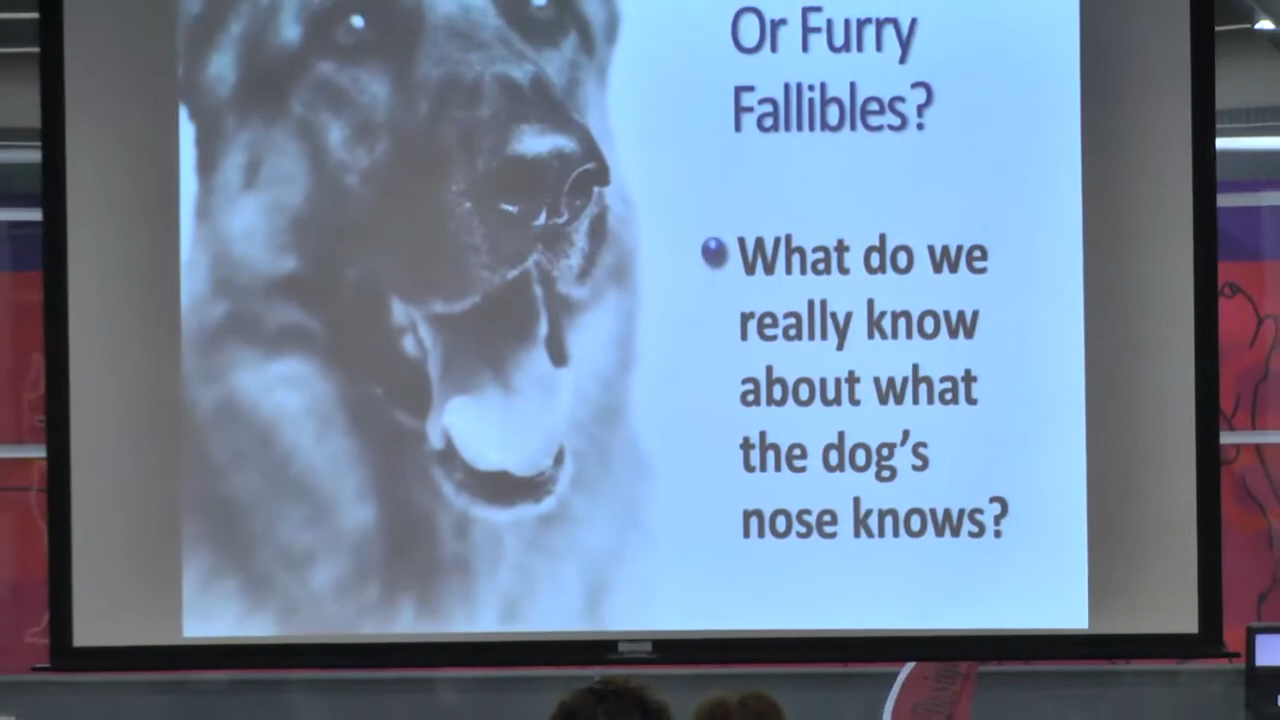 Or Furry
Fallibles?
What do we
really know
about what
the dog's
nose knows?